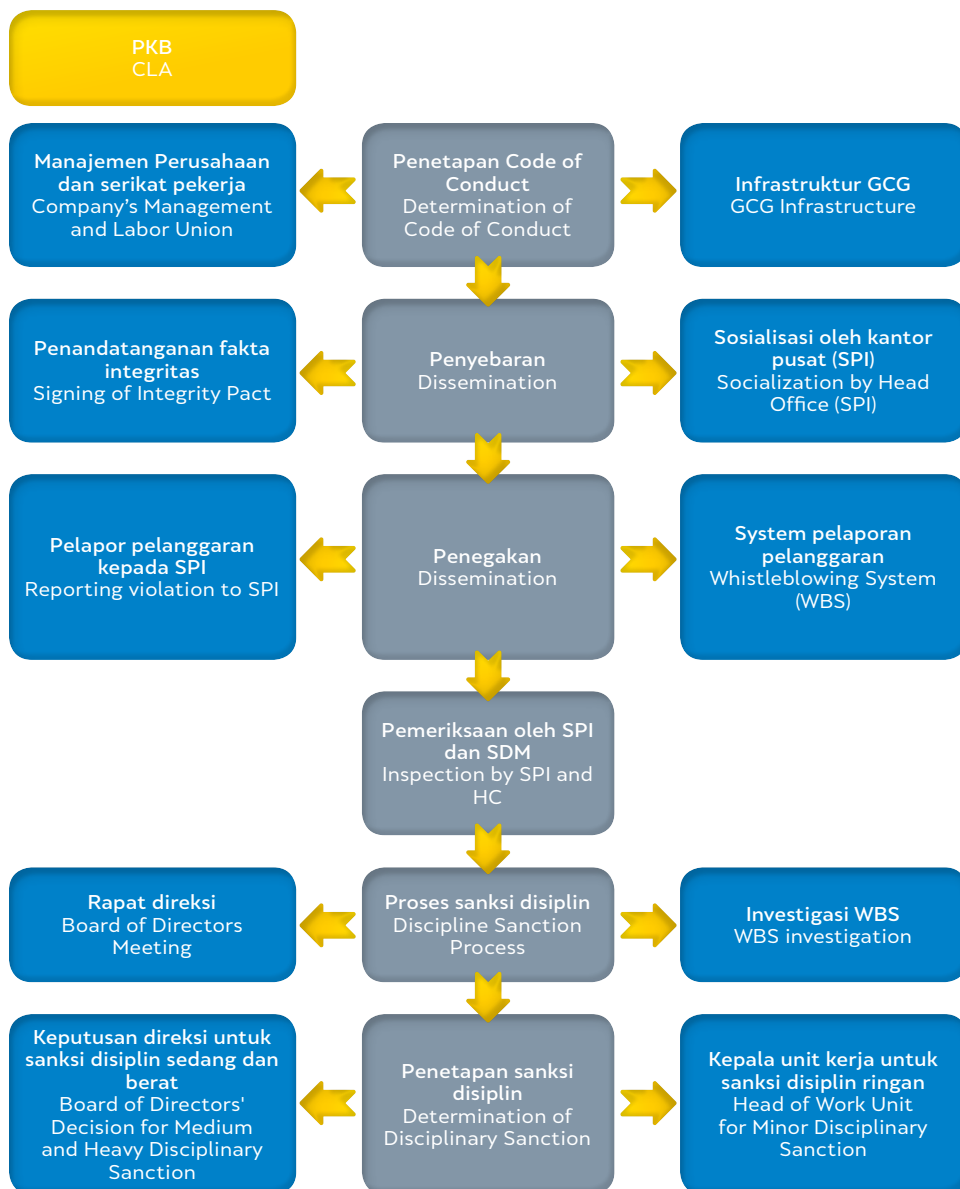 PKB
CLA
Manajemen Perusahaan
dan serikat pekerja
Company's Management
and Labor Union
Penetapan Code of
Conduct
Determination of
Code of Conduct
Infrastruktur GCG
GCG Infrastructure
Penandatanganan fakta
integritas
Signing of Integrity Pact
Penyebaran
Dissemination
Sosialisasi oleh kantor
pusat (SPI)
Socialization by Head
Office (SPI)
Pelapor pelanggaran
kepada SPI
Reporting violation to SPI
Penegakan
Dissemination
System pelaporan
pelanggaran
Whistleblowing System
(WBS)
Pemeriksaan oleh SPI
dan SDM
Inspection by SPI and
HC
Rapat direksi
Board of Directors
Meeting
Proses sanksi disiplin
Discipline Sanction
Process
Investigasi WBS
WBS investigation
Keputusan direksi untuk
sanksi disiplin sedang dan
berat
Board of Directors'
Decision for Medium
and Heavy Disciplinary
Sanction
Penetapan sanksi
disiplin
Determination of
Disciplinary Sanction
Kepala unit kerja untuk
sanksi disiplin ringan
Head of Work Unit
for Minor Disciplinary
Sanction